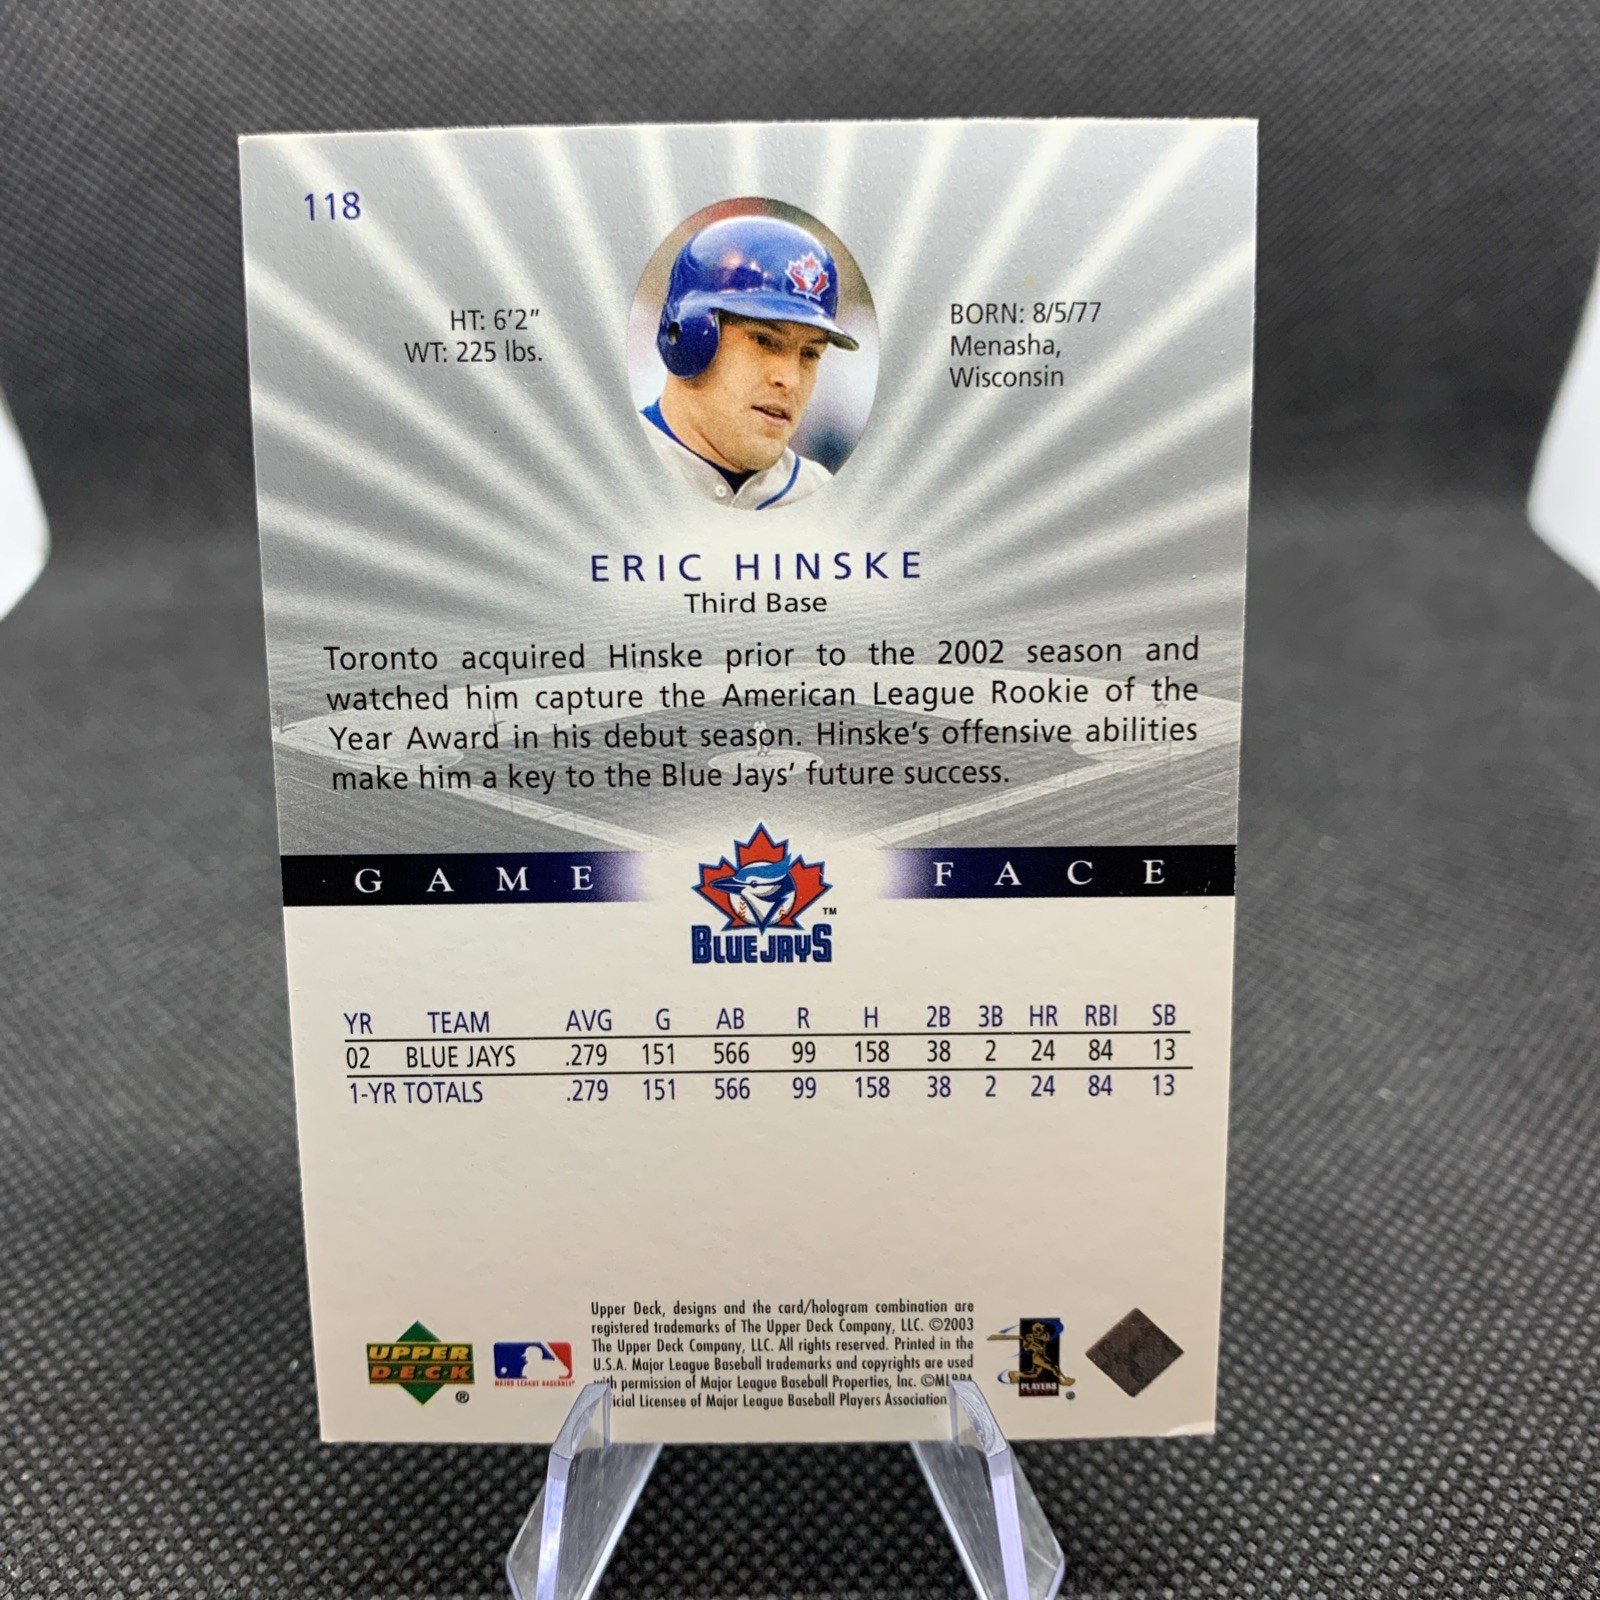 118
HT: 6'2"
WT: 225 lbs.
BORN: 8/5/77
Menasha,
Wisconsin
ERIC HINSKE
Third Base
Toronto acquired Hinske prior to the 2002 season and
watched him capture the American League Rookie of the
Year Award in his debut season. Hinske's offensive abilities
make him a key to the Blue Jays' future success.
GAME FACE
BLUE JAYS ™
YR TEAM AVG G AB R H 2B 3B HR RBI SB
02 BLUE JAYS .279 151 566 99 158 38 2 24 84 13
1-YR TOTALS .279 151 566 99 158 38 2 24 84 13
UPPER
DECK
®
MAJOR LEAGUE BASEBALL
Upper Deck, designs and the card/hologram combination are
registered trademarks of The Upper Deck Company, LLC. ©2003
The Upper Deck Company, LLC. All rights reserved. Printed in the
U.S.A. Major League Baseball trademarks and copyrights are used
permission of Major League Baseball Properties, Inc.
Licensee of Major League Baseball Players Association
PLAYERS
®